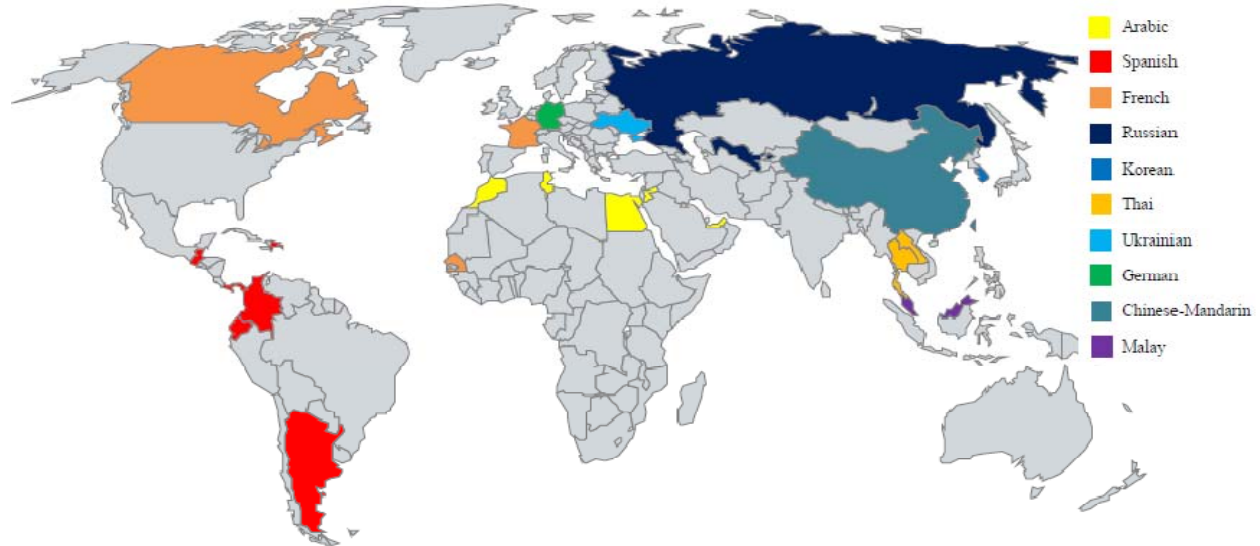 Arabic
Spanish
French
Russian
Korean
Thai
Ukrainian
German
Chinese-Mandarin
Malay